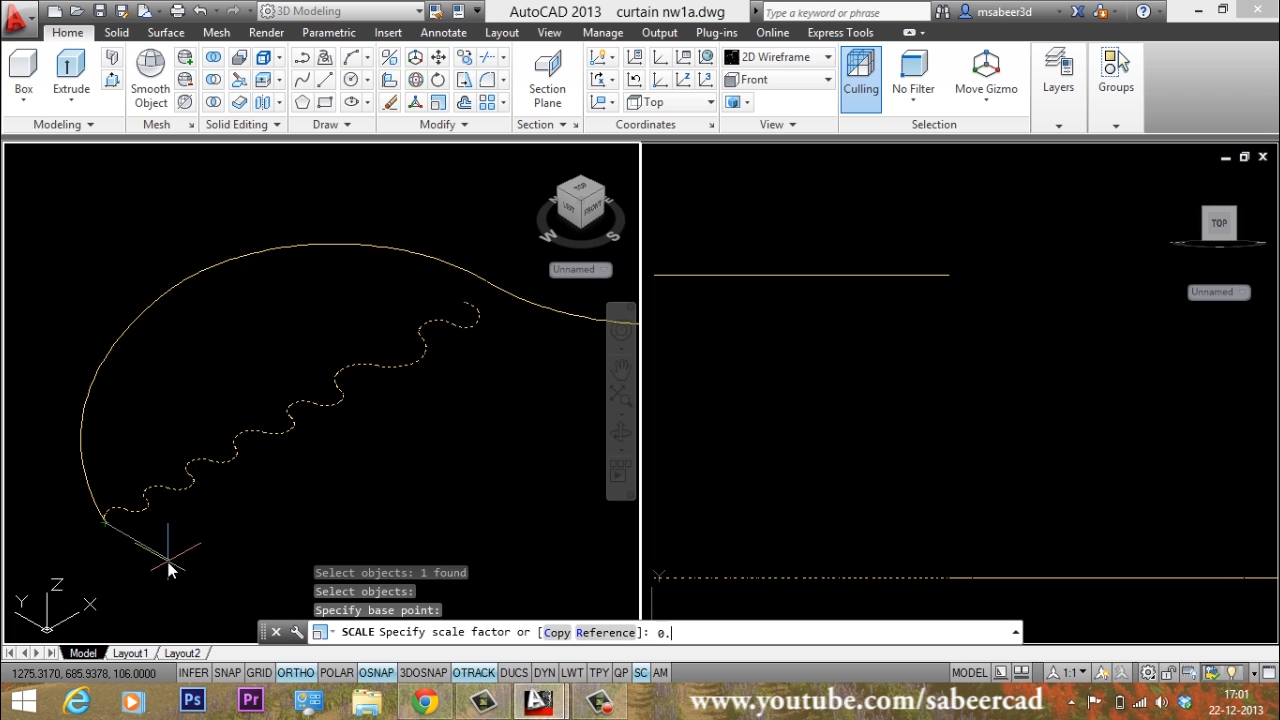 3D Modeling
AutoCAD 2013 curtain nw1a.dwg
Type a keyword or phrase
msabeer3d
Home Solid Surface Mesh Render Parametric Insert Annotate Layout View Manage Output Plug-ins Online Express Tools
Box
Extrude
Smooth
Object
Section
Plane
Top
2D Wireframe
Front
Culling
No Filter
Move Gizmo
Layers
Groups
Modeling
Mesh
Solid Editing
Draw
Modify
Section
Coordinates
View
Selection
TOP
LEFT
FRONT
W
S
E
Unnamed
TOP
Unnamed
Z
Y
X
Select objects: 1 found
Select objects:
Specify base point:
SCALE Specify scale factor or [Copy Reference]: 0.
Model Layout1 Layout2
1275.3170, 685.9378, 106.0000
INFER SNAP GRID ORTHO POLAR OSNAP 3DOSNAP OTRACK DUCS DYN LWT TPY QP SC AM
MODEL
1:1
Ps
Pr
www.youtube.com/sabeercad
17:01
22-12-2013